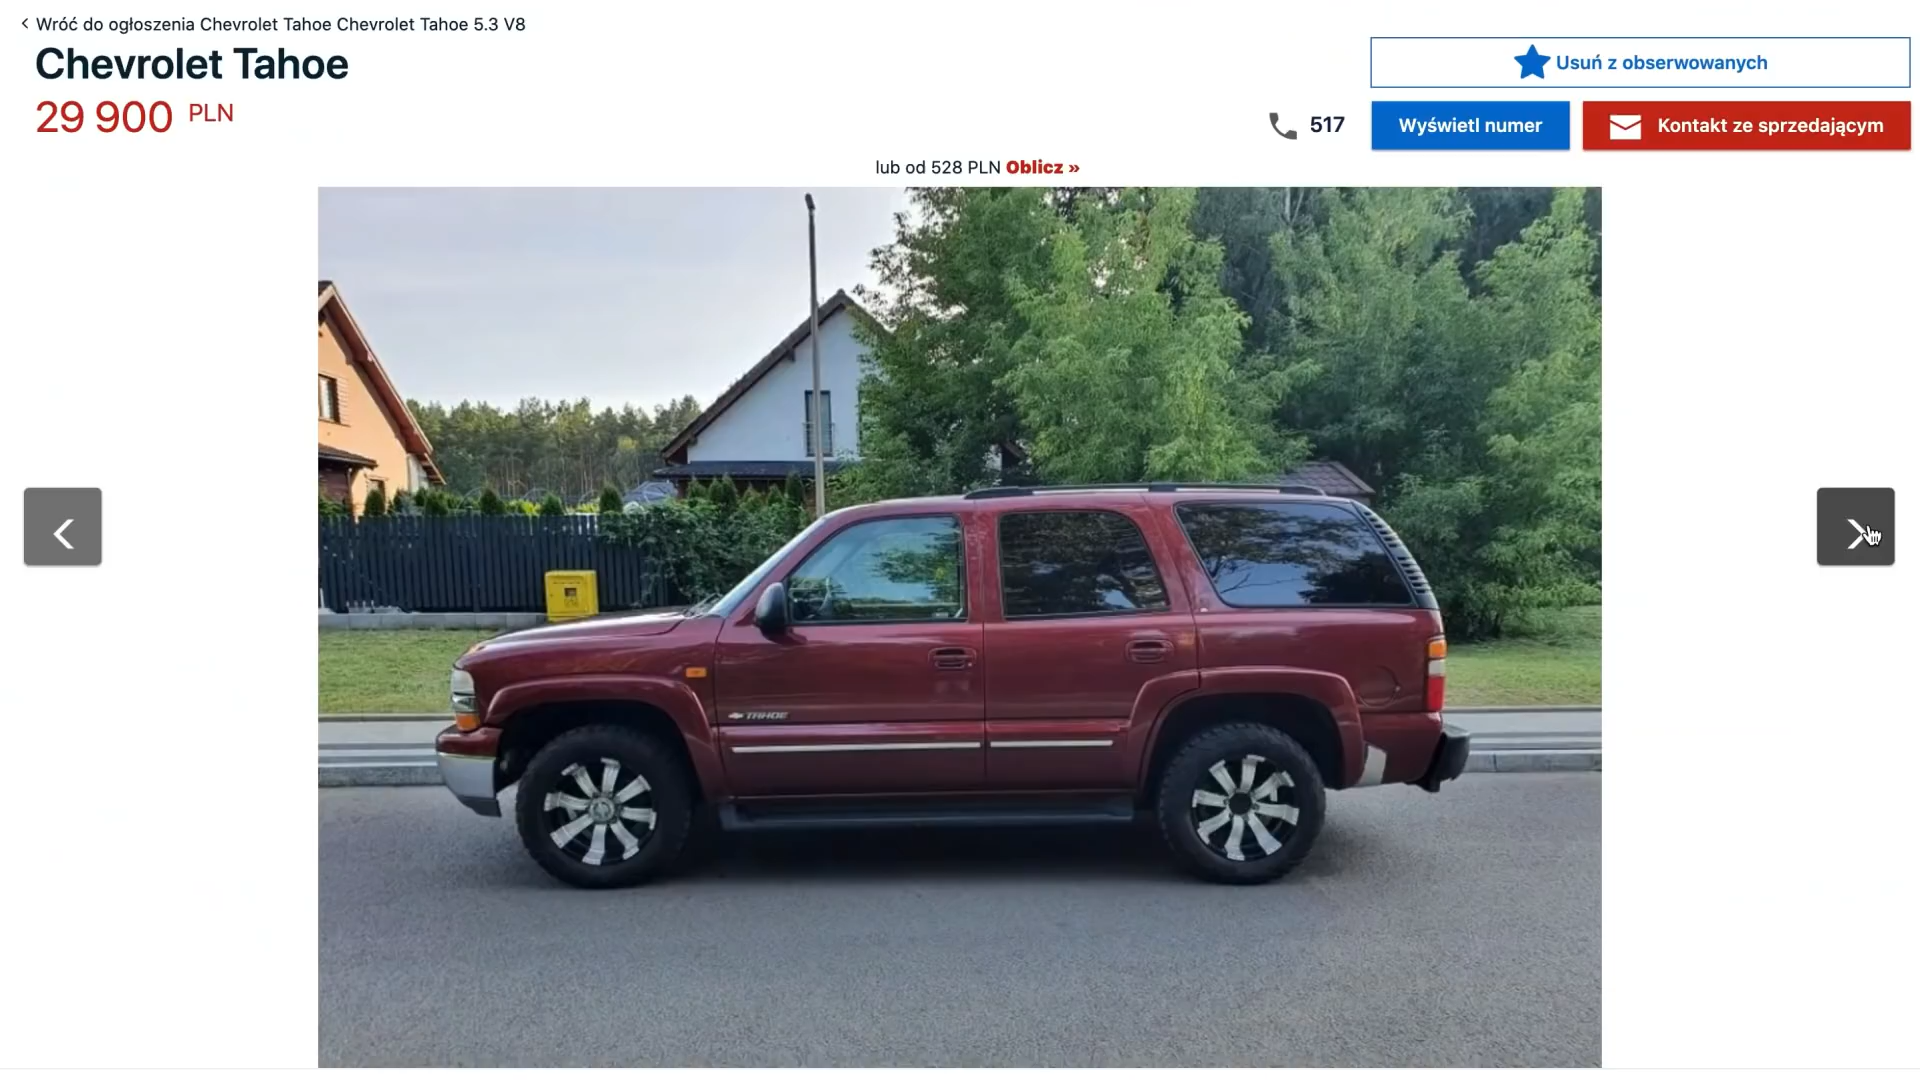 Wróć do ogłoszenia Chevrolet Tahoe Chevrolet Tahoe 5.3 V8
Chevrolet Tahoe
29 900 PLN
Usuń z obserwowanych
517
Wyświetl numer
Kontakt ze sprzedającym
lub od 528 PLN Oblicz »
TAHOE